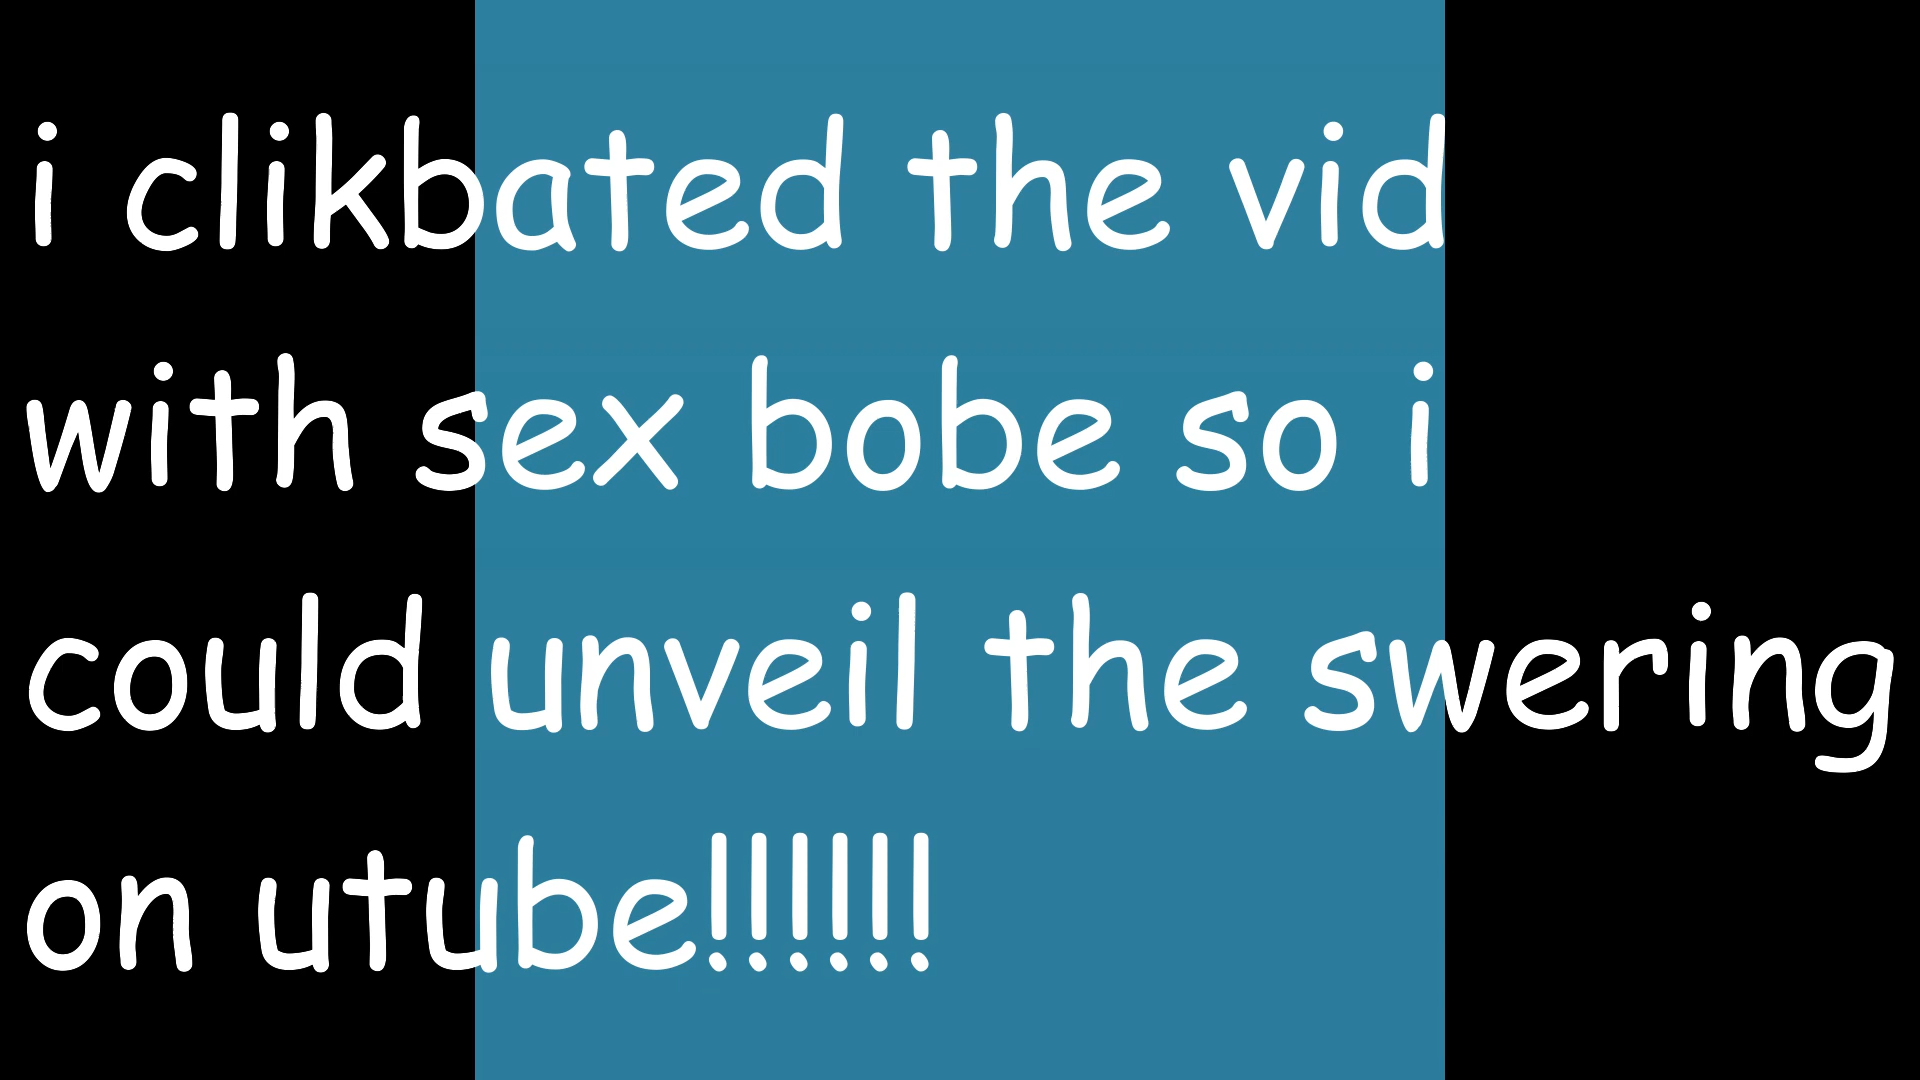 i clikbated the vid
with sex bobe so i
could unveil the swering
on utube!!!!!!